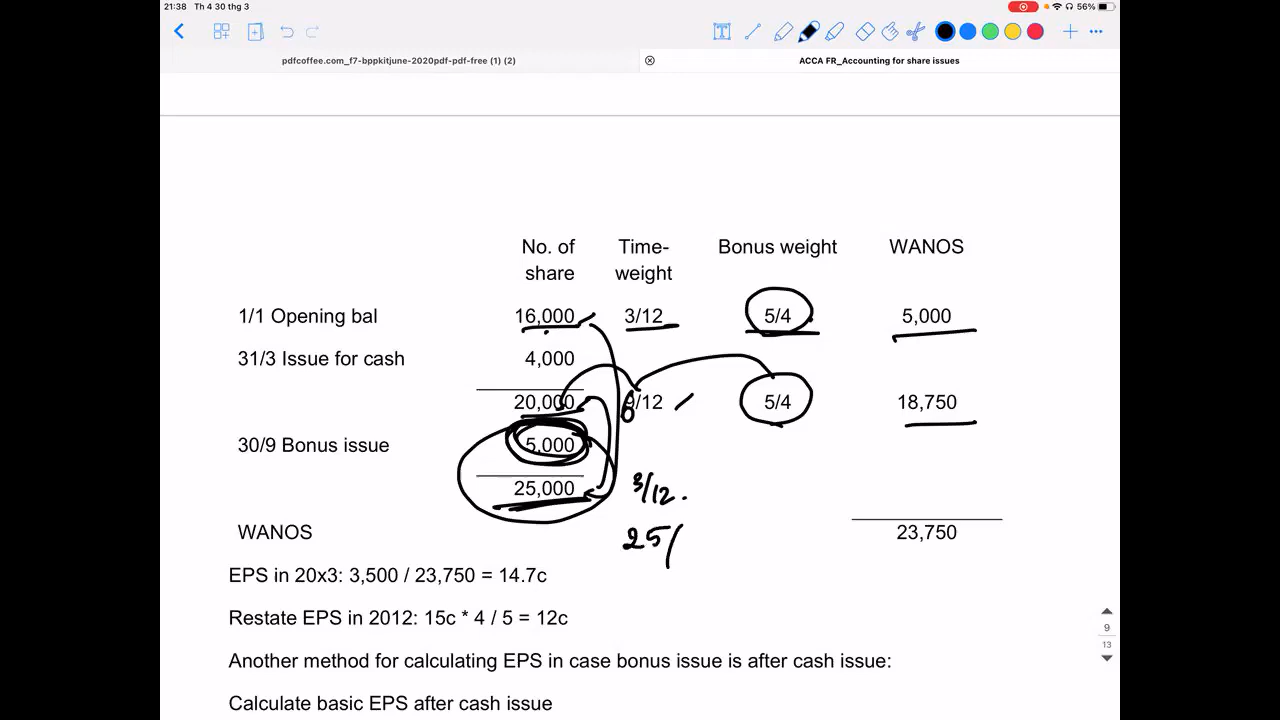 21:38 Th 4 30 thg 3 56%
pdfcoffee.com_f7-bppkitjune-2020pdf-pdf-free (1) (2) ACCA FR_Accounting for share issues
No. of share Time-weight Bonus weight WANOS
1/1 Opening bal 16,000 3/12 5/4 5,000
31/3 Issue for cash 4,000
20,000 /12 5/4 18,750
30/9 Bonus issue 5,000
25,000 3/12.
25/
WANOS 23,750
EPS in 20x3: 3,500 / 23,750 = 14.7c
Restate EPS in 2012: 15c * 4 / 5 = 12c
9
13
Another method for calculating EPS in case bonus issue is after cash issue:
Calculate basic EPS after cash issue